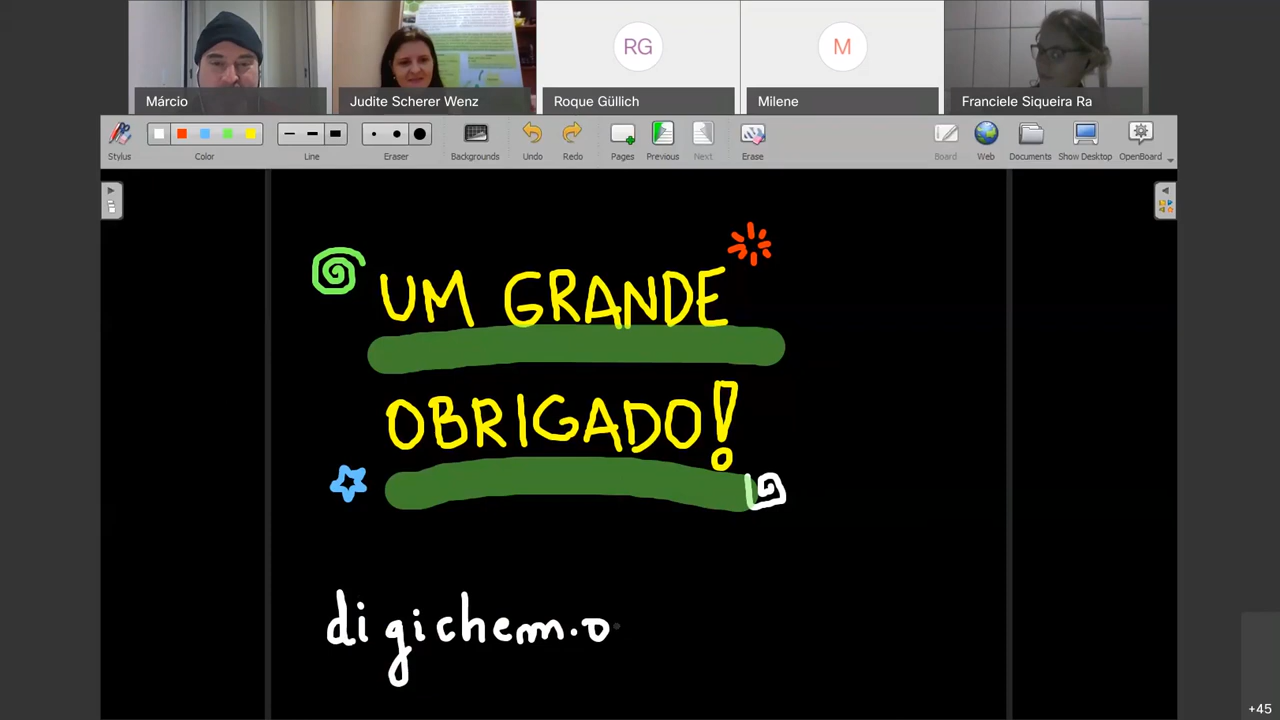 RG
M
Márcio
Judite Scherer Wenz
Roque Güllich
Milene
Franciele Siqueira Ra
Stylus
Color
Line
Eraser
Backgrounds
Undo
Redo
Pages
Previous
Next
Erase
Board
Web
Documents
Show Desktop
OpenBoard
UM GRANDE
OBRIGADO!
digichem.o
+45